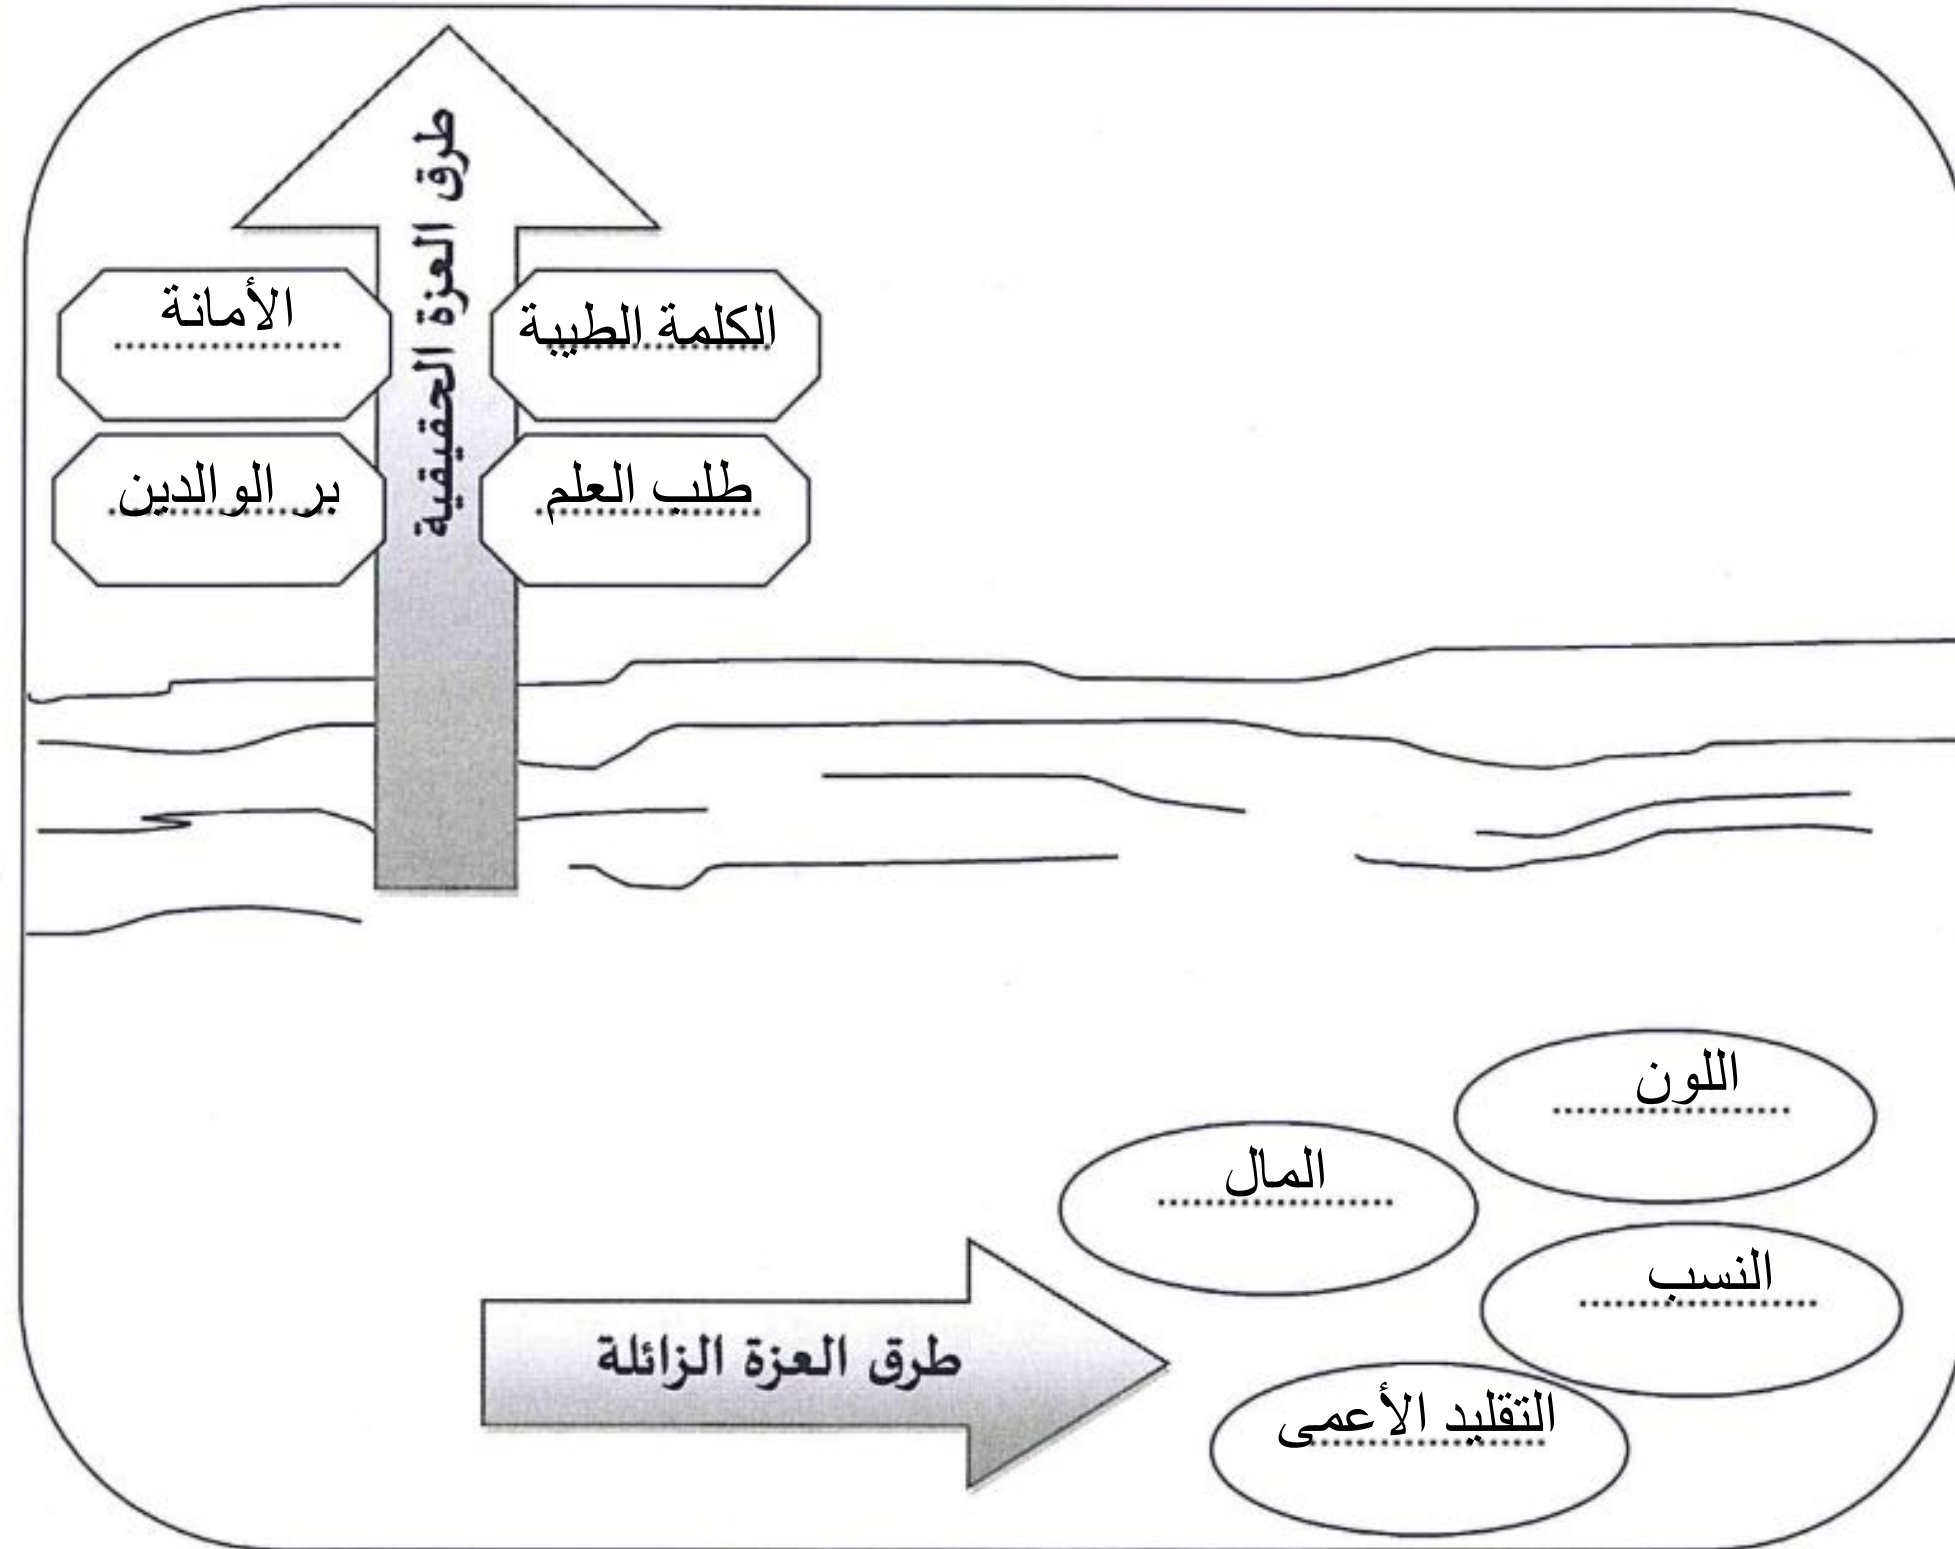 طرق العزة الحقيقية
الكلمة الطيبة
الأمانة
طلب العلم
بر الوالدين
اللون
المال
النسب
طرق العزة الزائلة
التقليد الأعمى